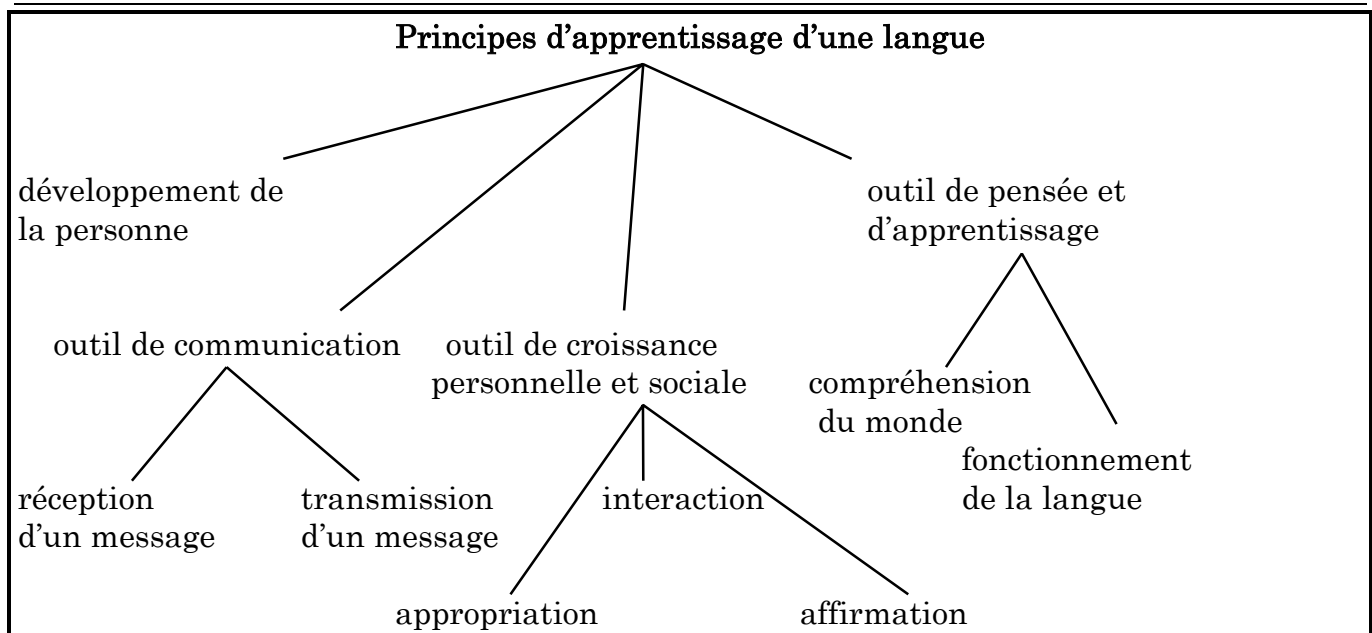 Principes d’apprentissage d’une langue
développement de
la personne
outil de pensée et
d’apprentissage
outil de communication
outil de croissance
personnelle et sociale
compréhension
du monde
fonctionnement
de la langue
réception
d’un message
transmission
d’un message
interaction
appropriation
affirmation